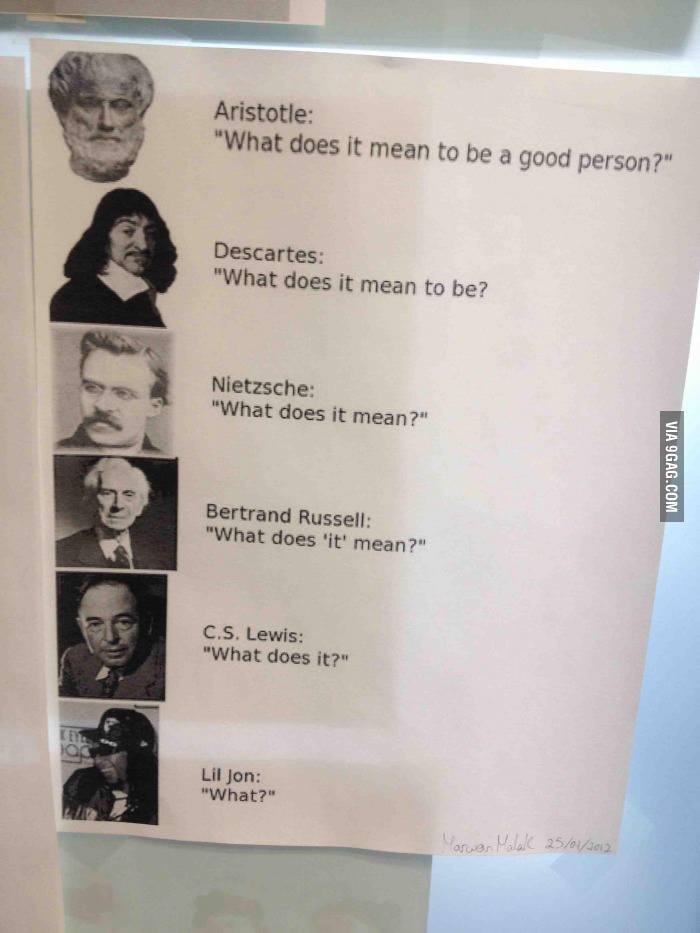 Aristotle:
"What does it mean to be a good person?"
Descartes:
"What does it mean to be?
Nietzsche:
"What does it mean?"
Bertrand Russell:
"What does 'it' mean?"
C.S. Lewis:
"What does it?"
Lil Jon:
"What?"
Marwan Malak 25/01/2012
VIA 9GAG.COM